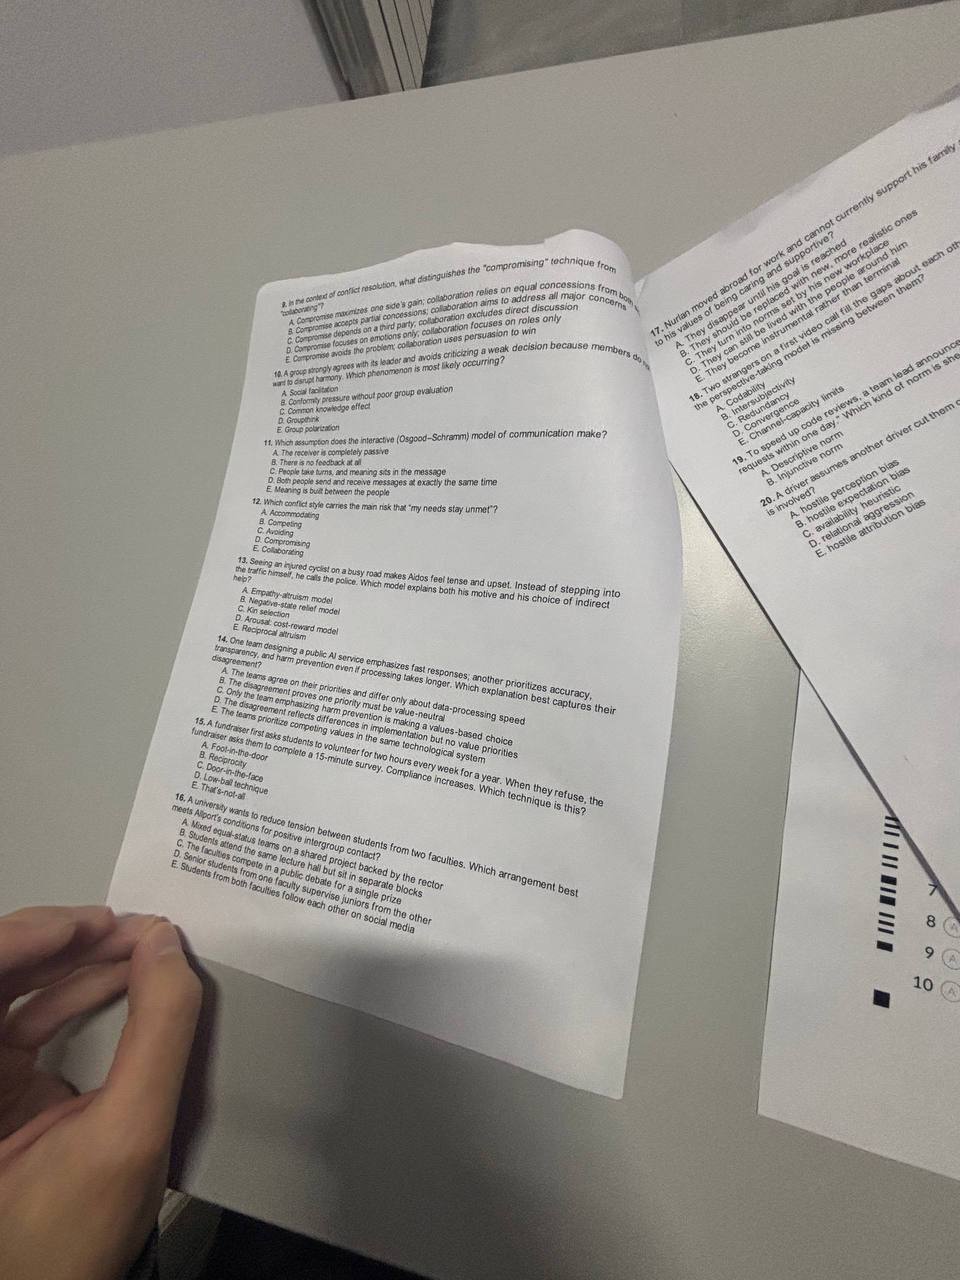 9. In the context of conflict resolution, what distinguishes the "compromising" technique from
"collaborating"?
A. Compromise maximizes one side's gain; collaboration relies on equal concessions from both
B. Compromise accepts partial concessions; collaboration aims to address all major concerns
C. Compromise depends on a third party; collaboration excludes direct discussion
D. Compromise focuses on emotions only; collaboration focuses on roles only
E. Compromise avoids the problem; collaboration uses persuasion to win
10. A group strongly agrees with its leader and avoids criticizing a weak decision because members do
want to disrupt harmony. Which phenomenon is most likely occurring?
A. Social facilitation
B. Conformity pressure without poor group evaluation
C. Common knowledge effect
D. Groupthink
E. Group polarization
11. Which assumption does the interactive (Osgood–Schramm) model of communication make?
A. The receiver is completely passive
B. There is no feedback at all
C. People take turns, and meaning sits in the message
D. Both people send and receive messages at exactly the same time
E. Meaning is built between the people
12. Which conflict style carries the main risk that "my needs stay unmet"?
A. Accommodating
B. Competing
C. Avoiding
D. Compromising
E. Collaborating
13. Seeing an injured cyclist on a busy road makes Aidos feel tense and upset. Instead of stepping into
the traffic himself, he calls the police. Which model explains both his motive and his choice of indirect
help?
A. Empathy-altruism model
B. Negative-state relief model
C. Kin selection
D. Arousal: cost-reward model
E. Reciprocal altruism
14. One team designing a public AI service emphasizes fast responses; another prioritizes accuracy,
transparency, and harm prevention even if processing takes longer. Which explanation best captures their
disagreement?
A. The teams agree on their priorities and differ only about data-processing speed
B. The disagreement proves one priority must be value-neutral
C. Only the team emphasizing harm prevention is making a values-based choice
D. The disagreement reflects differences in implementation but no value priorities
E. The teams prioritize competing values in the same technological system
15. A fundraiser first asks students to volunteer for two hours every week for a year. When they refuse, the
fundraiser asks them to complete a 15-minute survey. Compliance increases. Which technique is this?
A. Foot-in-the-door
B. Reciprocity
C. Door-in-the-face
D. Low-ball technique
E. That's-not-all
16. A university wants to reduce tension between students from two faculties. Which arrangement best
meets Allport's conditions for positive intergroup contact?
A. Mixed equal-status teams on a shared project backed by the rector
B. Students attend the same lecture hall but sit in separate blocks
C. The faculties compete in a public debate for a single prize
D. Senior students from one faculty supervise juniors from the other
E. Students from both faculties follow each other on social media
17. Nurlan moved abroad for work and cannot currently support his family
to his values of being caring and supportive?
A. They disappear until his goal is reached
B. They should be replaced with new, more realistic ones
C. They turn into norms set by his new workplace
D. They can still be lived with the people around him
E. They become instrumental rather than terminal
18. Two strangers on a first video call fill the gaps about each oth
the perspective-taking model is missing between them?
A. Codability
B. Intersubjectivity
C. Redundancy
D. Convergence
E. Channel-capacity limits
19. To speed up code reviews, a team lead announce
requests within one day." Which kind of norm is she
A. Descriptive norm
B. Injunctive norm
20. A driver assumes another driver cut them
is involved?
A. hostile perception bias
B. hostile expectation bias
C. availability heuristic
D. relational aggression
E. hostile attribution bias
7
8 A
9 A
10 A